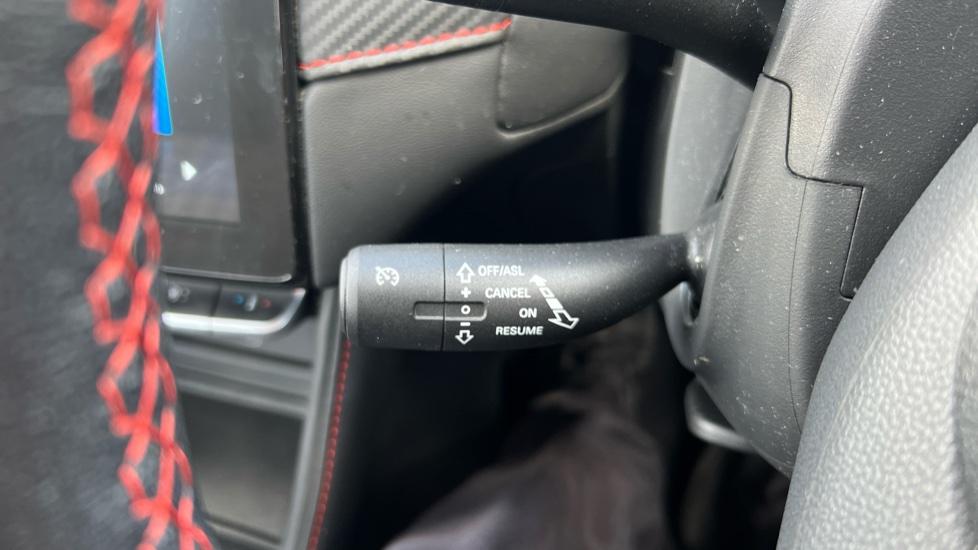 OFF/ASL
+ CANCEL
O ON
- RESUME